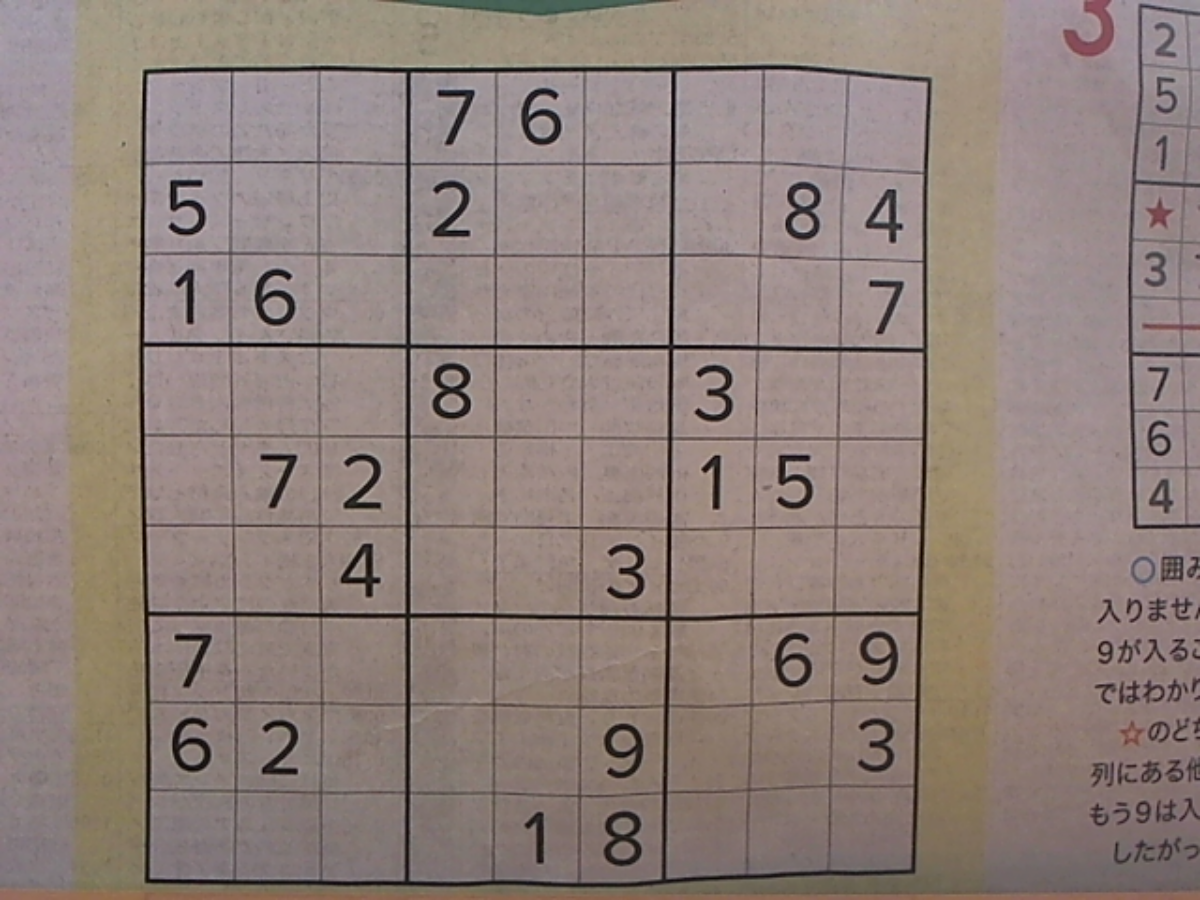 3
7 6
5 2 8 4
1 6 7
8 3
7 2 1 5
4 3
7 6 9
6 2 9 3
1 8
2
5
1
★
3
7
6
4
○囲み
入りません
9が入るこ
ではわかり
☆のどち
列にある他
もう9は入
したがっ